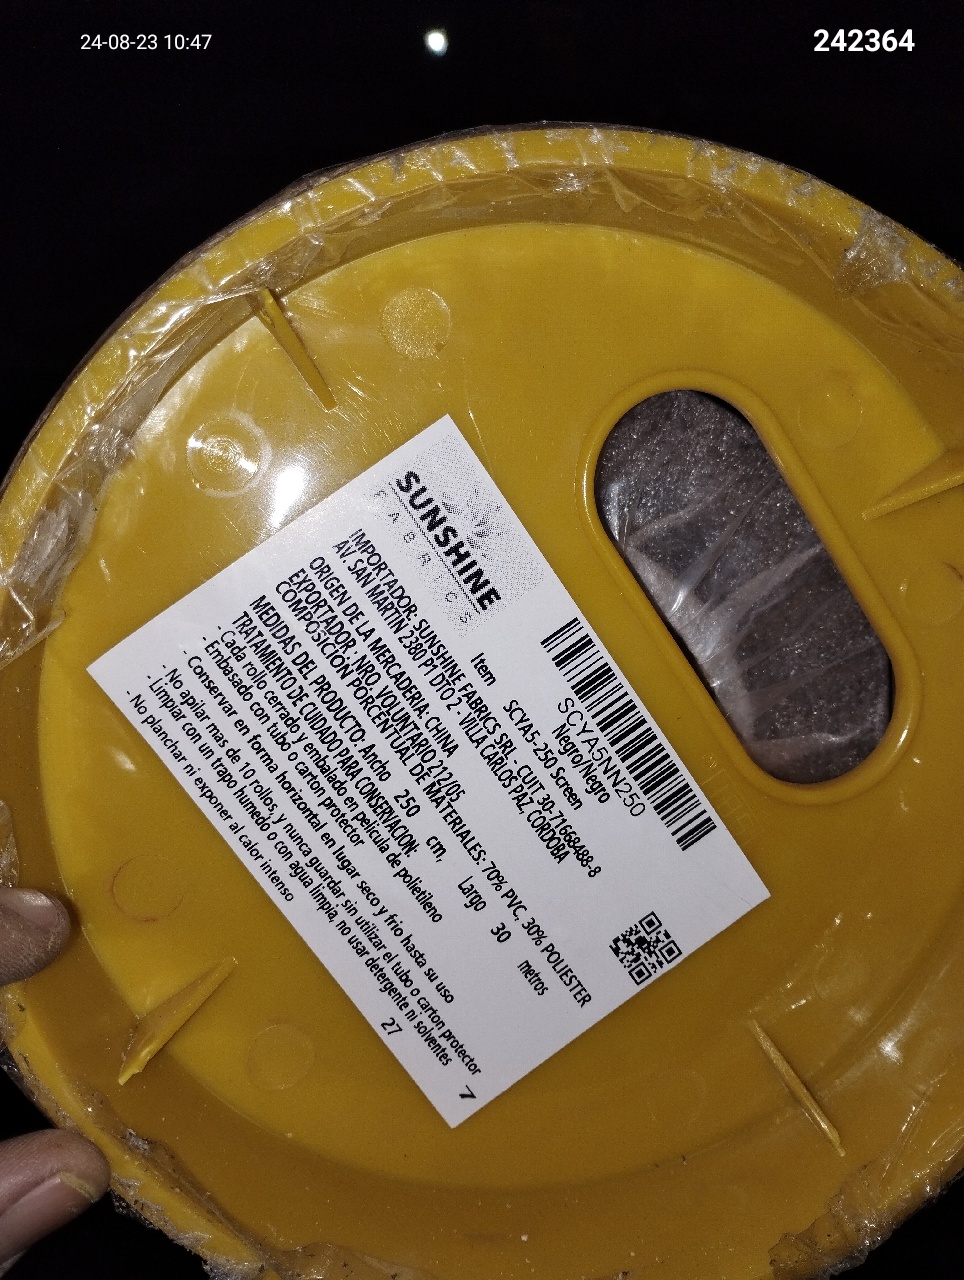 24-08-23 10:47
242364
SUNSHINE
FABRICS
SCYA5NN250
Negro/Negro
Item SCYA5-250 Screen
IMPORTADOR: SUNSHINE FABRICS SRL - CUIT 30-71668488-8
AV. SAN MARTIN 2380 P1 DTO 2 - VILLA CARLOS PAZ, CORDOBA
ORIGEN DE LA MERCADERIA: CHINA
EXPORTADOR: NRO VOLUNTARIO 212/05
COMPOSICIÓN PORCENTUAL DE MATERIALES: 70% PVC, 30% POLIESTER
MEDIDAS DEL PRODUCTO: Ancho 250 cm, Largo 30 metros
TRATAMIENTO DE CUIDADO PARA CONSERVACION:
- Cada rollo cerrado y embalado en pelicula de polietileno
- Embasado con tubo o carton protector
- Conservar en forma horizontal en lugar seco y frio hasta su uso
- No apilar mas de 10 rollos, y nunca guardar sin utilizar el tubo o carton protector
- Limpiar con un trapo humedo o con agua limpia, no usar detergente ni solventes
- No planchar ni exponer al calor intenso
27
7